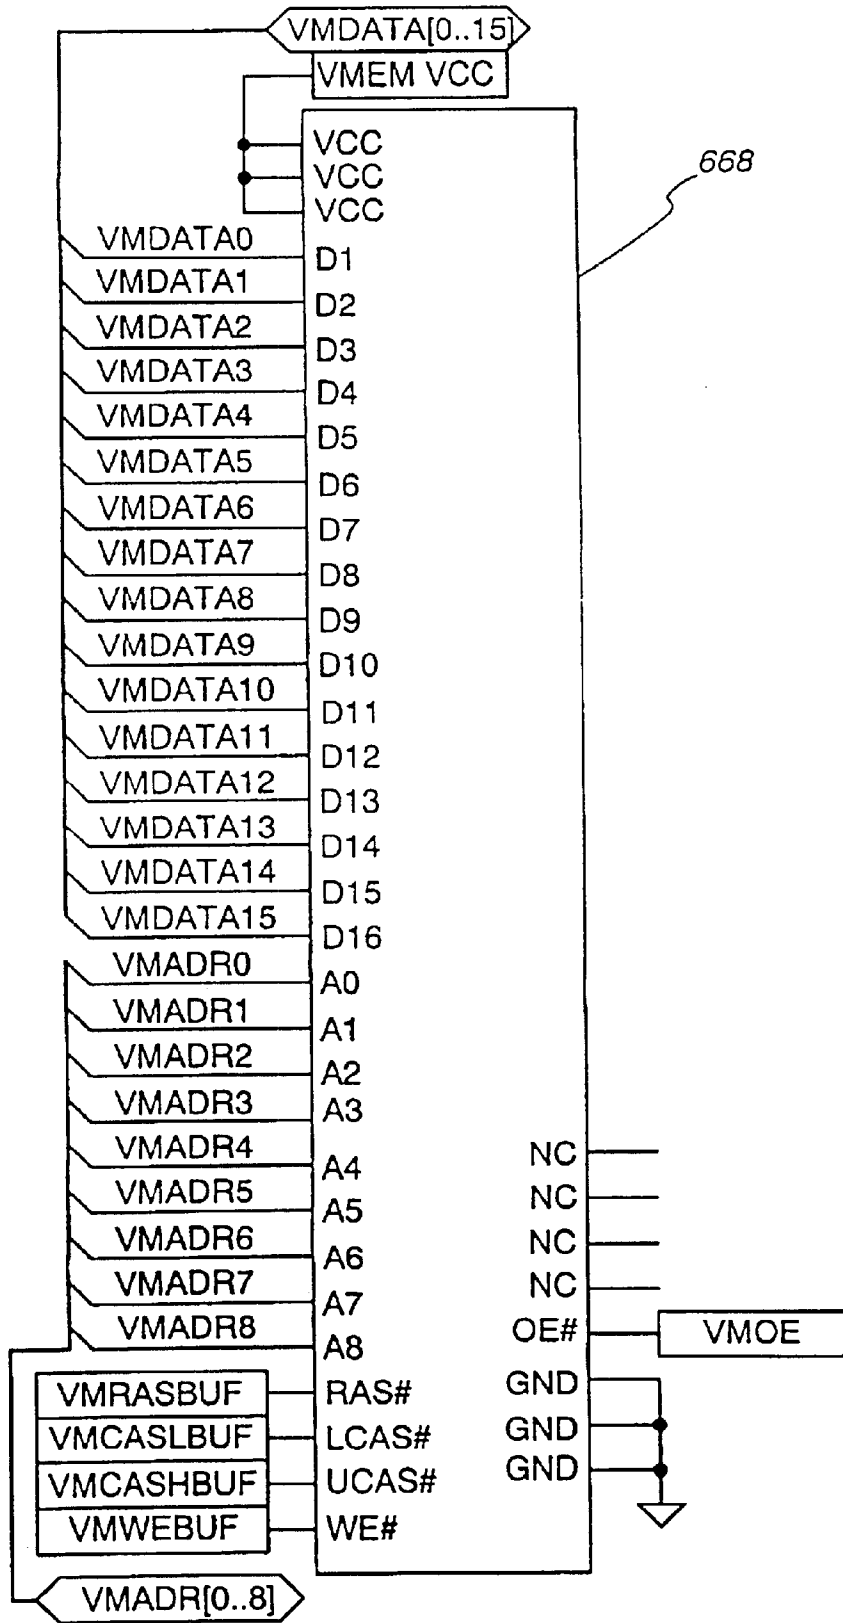 VMDATA[0..15]
VMEM VCC
VCC
VCC
VCC
668
VMDATA0 D1
VMDATA1 D2
VMDATA2 D3
VMDATA3 D4
VMDATA4 D5
VMDATA5 D6
VMDATA6 D7
VMDATA7 D8
VMDATA8 D9
VMDATA9 D10
VMDATA10 D11
VMDATA11 D12
VMDATA12 D13
VMDATA13 D14
VMDATA14 D15
VMDATA15 D16
VMADR0 A0
VMADR1 A1
VMADR2 A2
VMADR3 A3
VMADR4 A4 NC
VMADR5 A5 NC
VMADR6 A6 NC
VMADR7 A7 NC
VMADR8 A8 OE# VMOE
VMRASBUF RAS# GND
VMCASLBUF LCAS# GND
VMCASHBUF UCAS# GND
VMWEBUF WE#
VMADR[0..8]